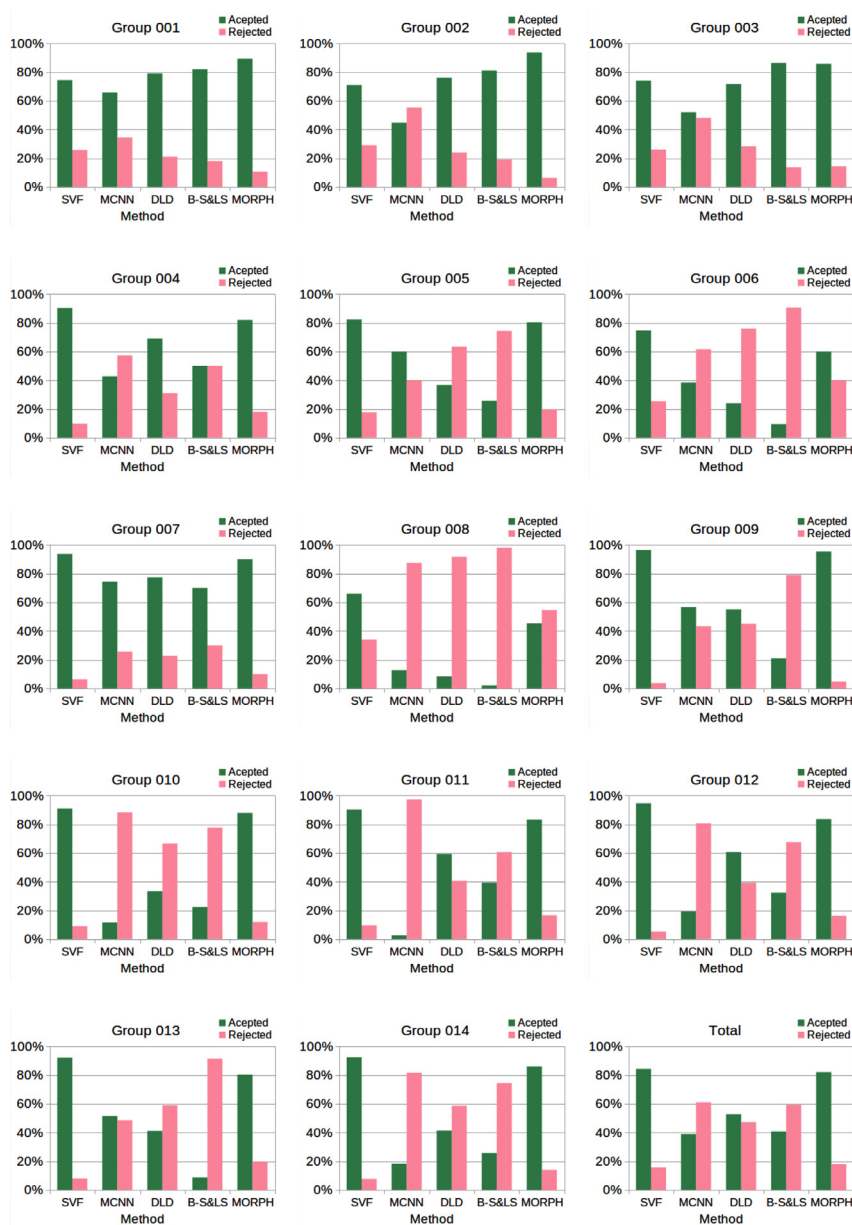 Group 001
Acepted
Rejected
100%
80%
60%
40%
20%
0%
SVF MCNN DLD B-S&LS MORPH
Method
Group 002
Acepted
Rejected
100%
80%
60%
40%
20%
0%
SVF MCNN DLD B-S&LS MORPH
Method
Group 003
Acepted
Rejected
100%
80%
60%
40%
20%
0%
SVF MCNN DLD B-S&LS MORPH
Method
Group 004
Acepted
Rejected
100%
80%
60%
40%
20%
0%
SVF MCNN DLD B-S&LS MORPH
Method
Group 005
Acepted
Rejected
100%
80%
60%
40%
20%
0%
SVF MCNN DLD B-S&LS MORPH
Method
Group 006
Acepted
Rejected
100%
80%
60%
40%
20%
0%
SVF MCNN DLD B-S&LS MORPH
Method
Group 007
Acepted
Rejected
100%
80%
60%
40%
20%
0%
SVF MCNN DLD B-S&LS MORPH
Method
Group 008
Acepted
Rejected
100%
80%
60%
40%
20%
0%
SVF MCNN DLD B-S&LS MORPH
Method
Group 009
Acepted
Rejected
100%
80%
60%
40%
20%
0%
SVF MCNN DLD B-S&LS MORPH
Method
Group 010
Acepted
Rejected
100%
80%
60%
40%
20%
0%
SVF MCNN DLD B-S&LS MORPH
Method
Group 011
Acepted
Rejected
100%
80%
60%
40%
20%
0%
SVF MCNN DLD B-S&LS MORPH
Method
Group 012
Acepted
Rejected
100%
80%
60%
40%
20%
0%
SVF MCNN DLD B-S&LS MORPH
Method
Group 013
Acepted
Rejected
100%
80%
60%
40%
20%
0%
SVF MCNN DLD B-S&LS MORPH
Method
Group 014
Acepted
Rejected
100%
80%
60%
40%
20%
0%
SVF MCNN DLD B-S&LS MORPH
Method
Total
Acepted
Rejected
100%
80%
60%
40%
20%
0%
SVF MCNN DLD B-S&LS MORPH
Method